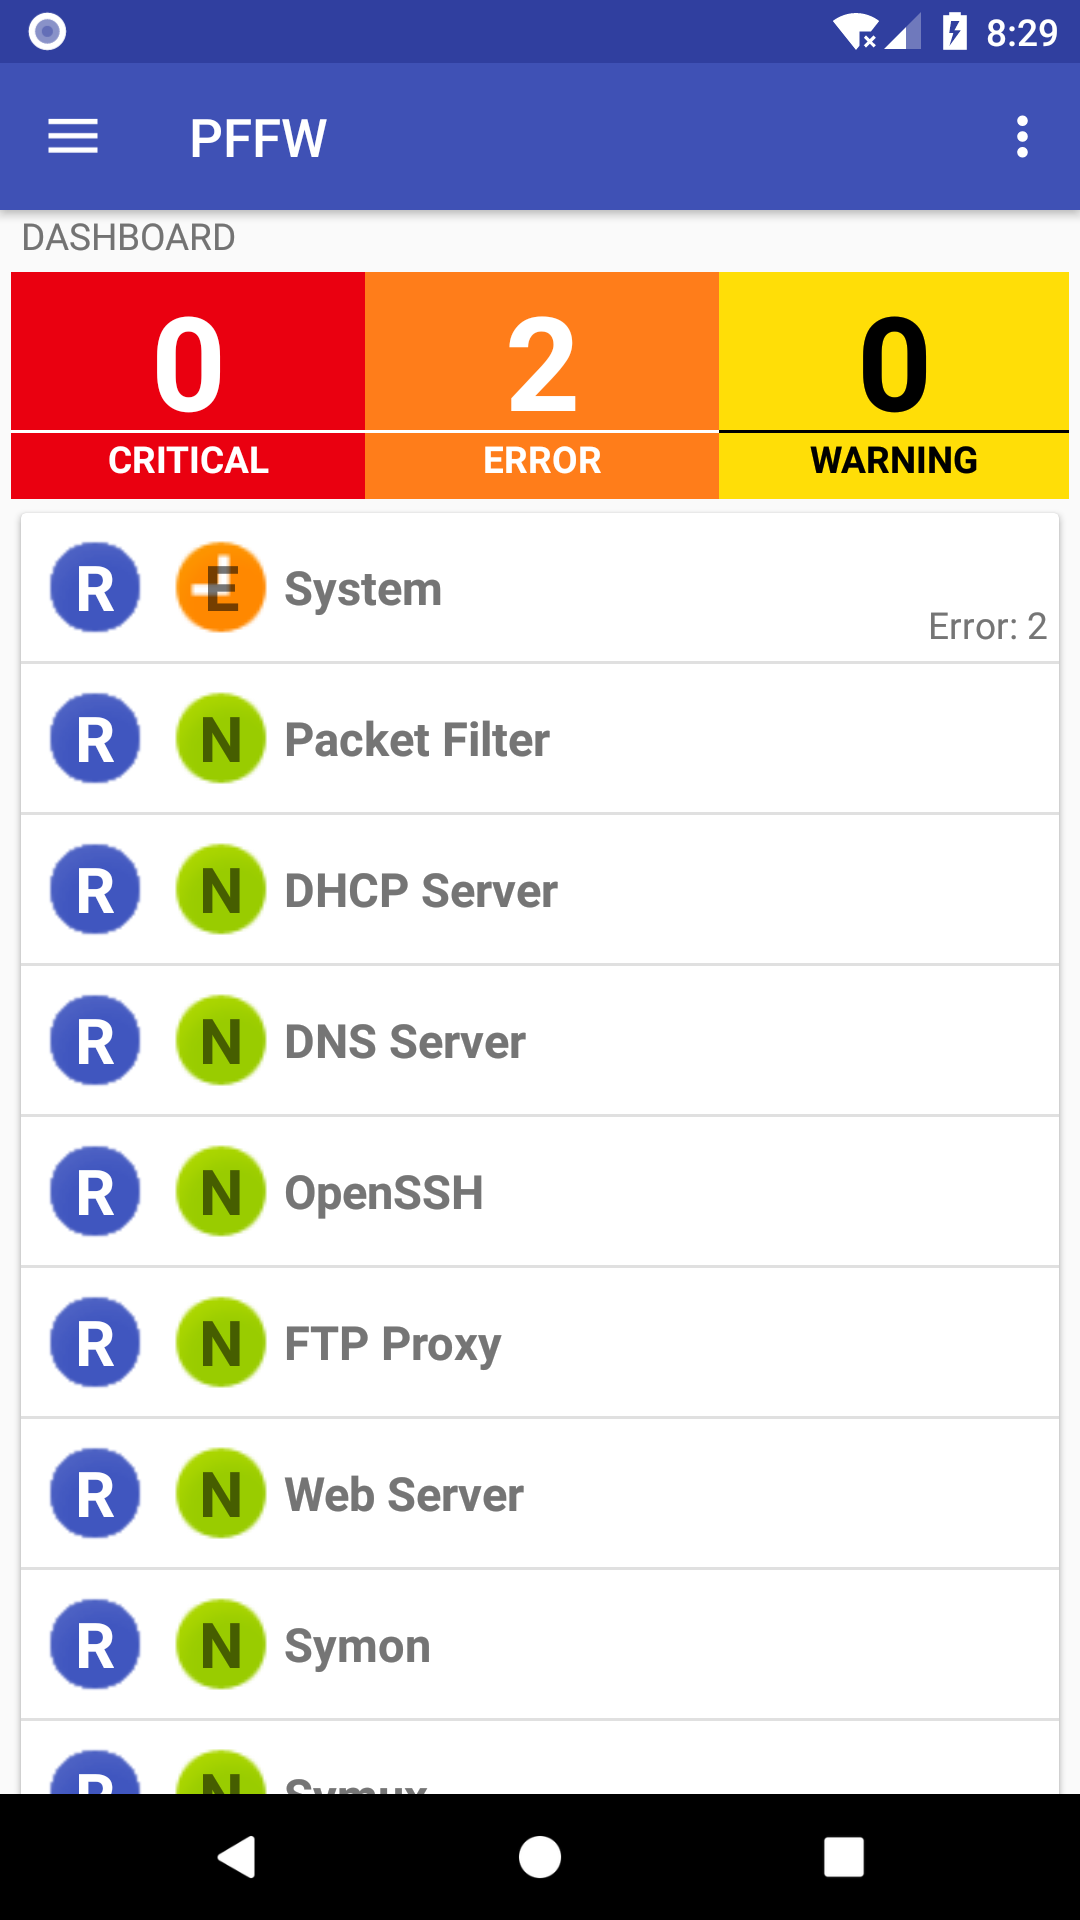 8:29
PFFW
DASHBOARD
0 2 0
CRITICAL ERROR WARNING
R E System
Error: 2
R N Packet Filter
R N DHCP Server
R N DNS Server
R N OpenSSH
R N FTP Proxy
R N Web Server
R N Symon
R N Symux